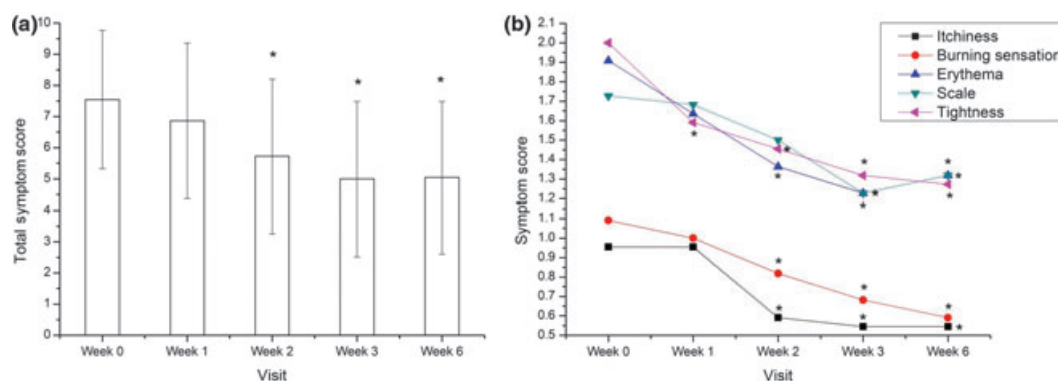 (a)
10
9
8
7
6
5
4
3
2
1
0
Total symptom score
* * *
Week 0 Week 1 Week 2 Week 3 Week 6
Visit
(b)
2.1
2.0
1.9
1.8
1.7
1.6
1.5
1.4
1.3
1.2
1.1
1.0
0.9
0.8
0.7
0.6
0.5
Symptom score
Itchiness
Burning sensation
Erythema
Scale
Tightness
Week 0 Week 1 Week 2 Week 3 Week 6
Visit